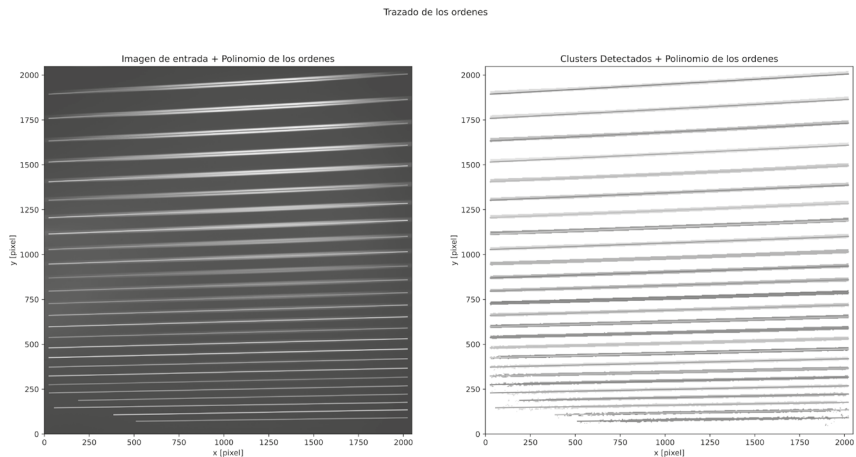 Trazado de los ordenes
Imagen de entrada + Polinomio de los ordenes
Clusters Detectados + Polinomio de los ordenes
2000
1750
1500
1250
1000
750
500
250
0
y [pixel]
0 250 500 750 1000 1250 1500 1750 2000
x [pixel]
2000
1750
1500
1250
1000
750
500
250
0
y [pixel]
0 250 500 750 1000 1250 1500 1750 2000
x [pixel]